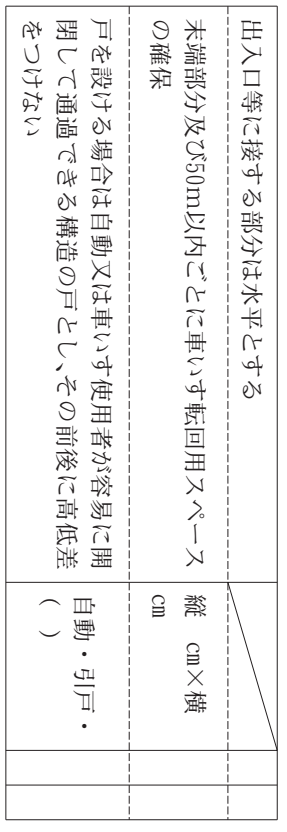 出入口等に接する部分は水平とする
末端部分及び50m以内ごとに車いす転回用スペース
の確保
縦　cm×横
cm
戸を設ける場合は自動又は車いす使用者が容易に開
閉して通過できる構造の戸とし、その前後に高低差
をつけない
自動・引戸・
(　)